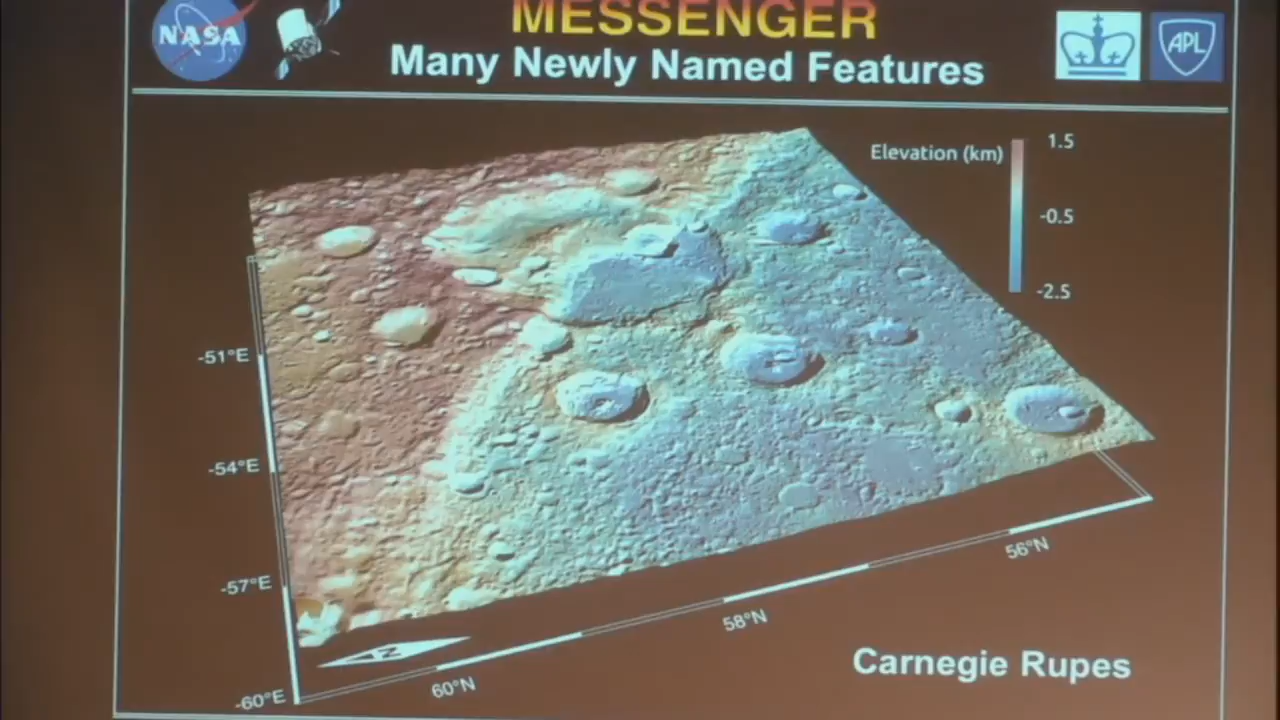 MESSENGER
NASA
APL
Many Newly Named Features
Elevation (km)
1.5
-0.5
-2.5
-51°E
-54°E
-57°E
-60°E
60°N
58°N
56°N
N
Carnegie Rupes